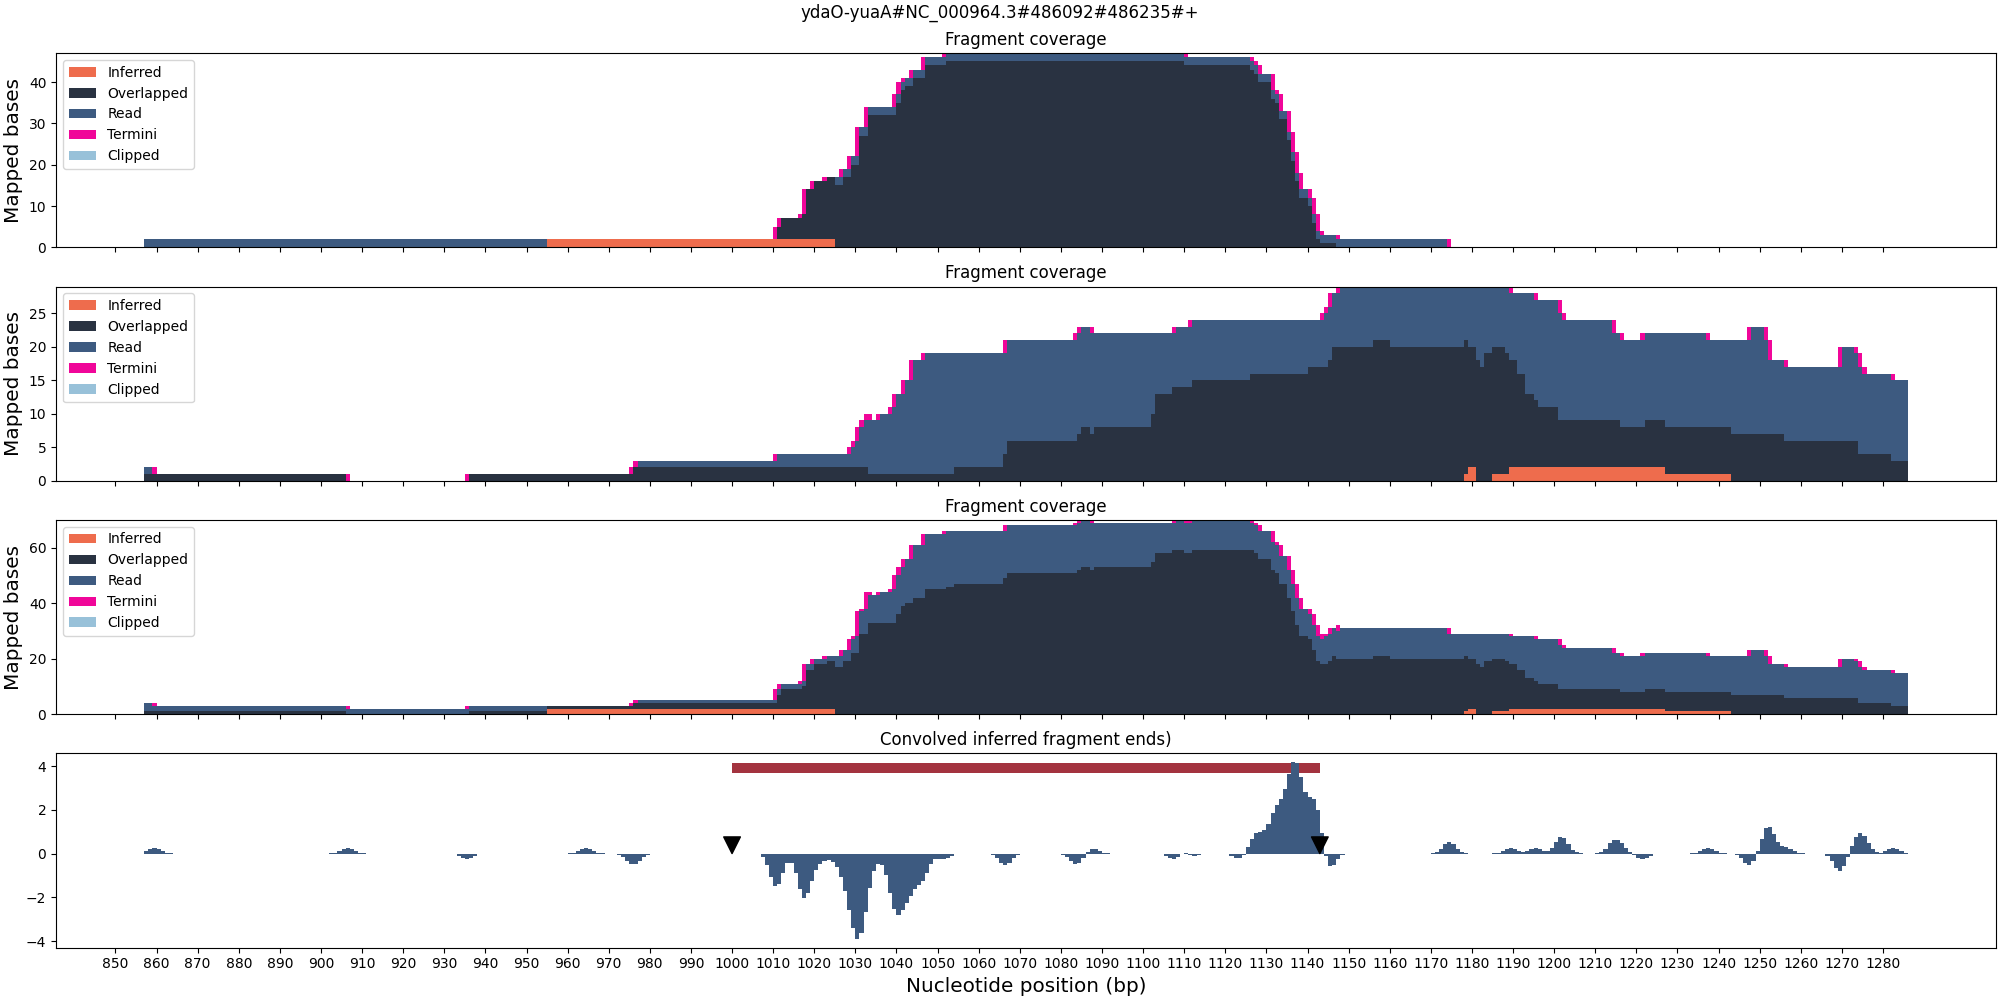 ydaO-yuaA#NC_000964.3#486092#486235#+
Fragment coverage
Mapped bases
40
30
20
10
0
Inferred
Overlapped
Read
Termini
Clipped
Fragment coverage
Mapped bases
25
20
15
10
5
0
Inferred
Overlapped
Read
Termini
Clipped
Fragment coverage
Mapped bases
60
40
20
0
Inferred
Overlapped
Read
Termini
Clipped
Convolved inferred fragment ends)
4
2
0
−2
−4
850 860 870 880 890 900 910 920 930 940 950 960 970 980 990 1000 1010 1020 1030 1040 1050 1060 1070 1080 1090 1100 1110 1120 1130 1140 1150 1160 1170 1180 1190 1200 1210 1220 1230 1240 1250 1260 1270 1280
Nucleotide position (bp)